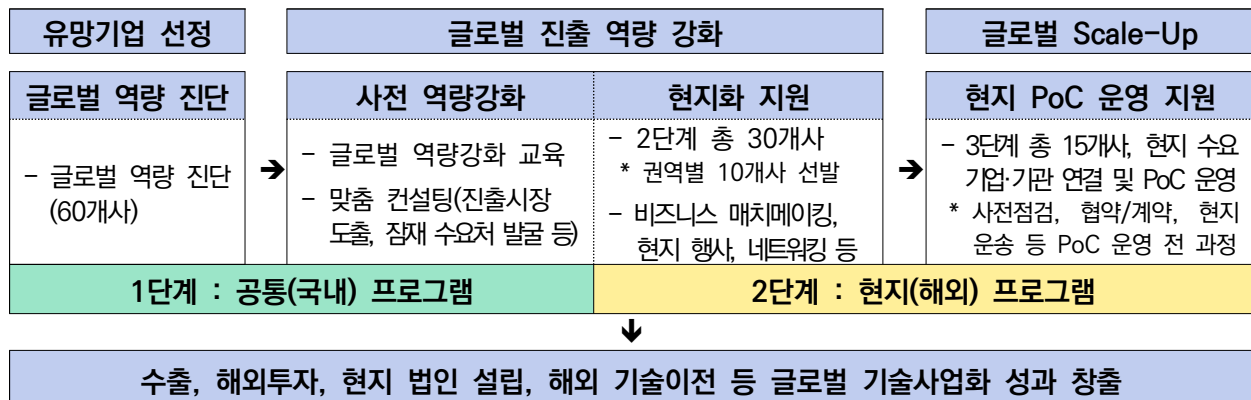 유망기업 선정
글로벌 진출 역량 강화
글로벌 Scale-Up
글로벌 역량 진단
사전 역량강화
현지화 지원
현지 PoC 운영 지원
- 글로벌 역량 진단
(60개사)
➔
- 글로벌 역량강화 교육
- 맞춤 컨설팅(진출시장
도출, 잠재 수요처 발굴 등)
- 2단계 총 30개사
* 권역별 10개사 선발
- 비즈니스 매치메이킹,
현지 행사, 네트워킹 등
➔
- 3단계 총 15개사, 현지 수요
기업·기관 연결 및 PoC 운영
* 사전점검, 협약/계약, 현지
운송 등 PoC 운영 전 과정
1단계 : 공통(국내) 프로그램
2단계 : 현지(해외) 프로그램
🡻
수출, 해외투자, 현지 법인 설립, 해외 기술이전 등 글로벌 기술사업화 성과 창출